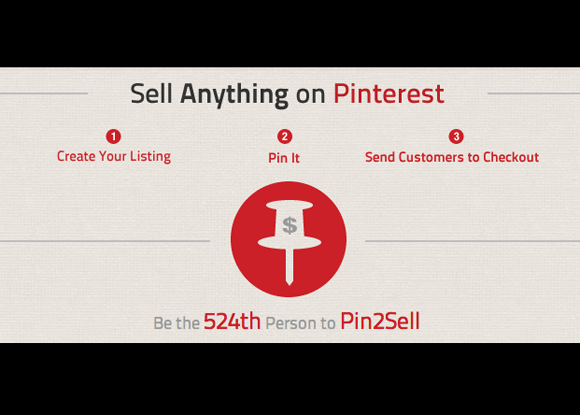 Sell Anything on Pinterest
1 2 3
Create Your Listing Pin It Send Customers to Checkout
$
Be the 524th Person to Pin2Sell